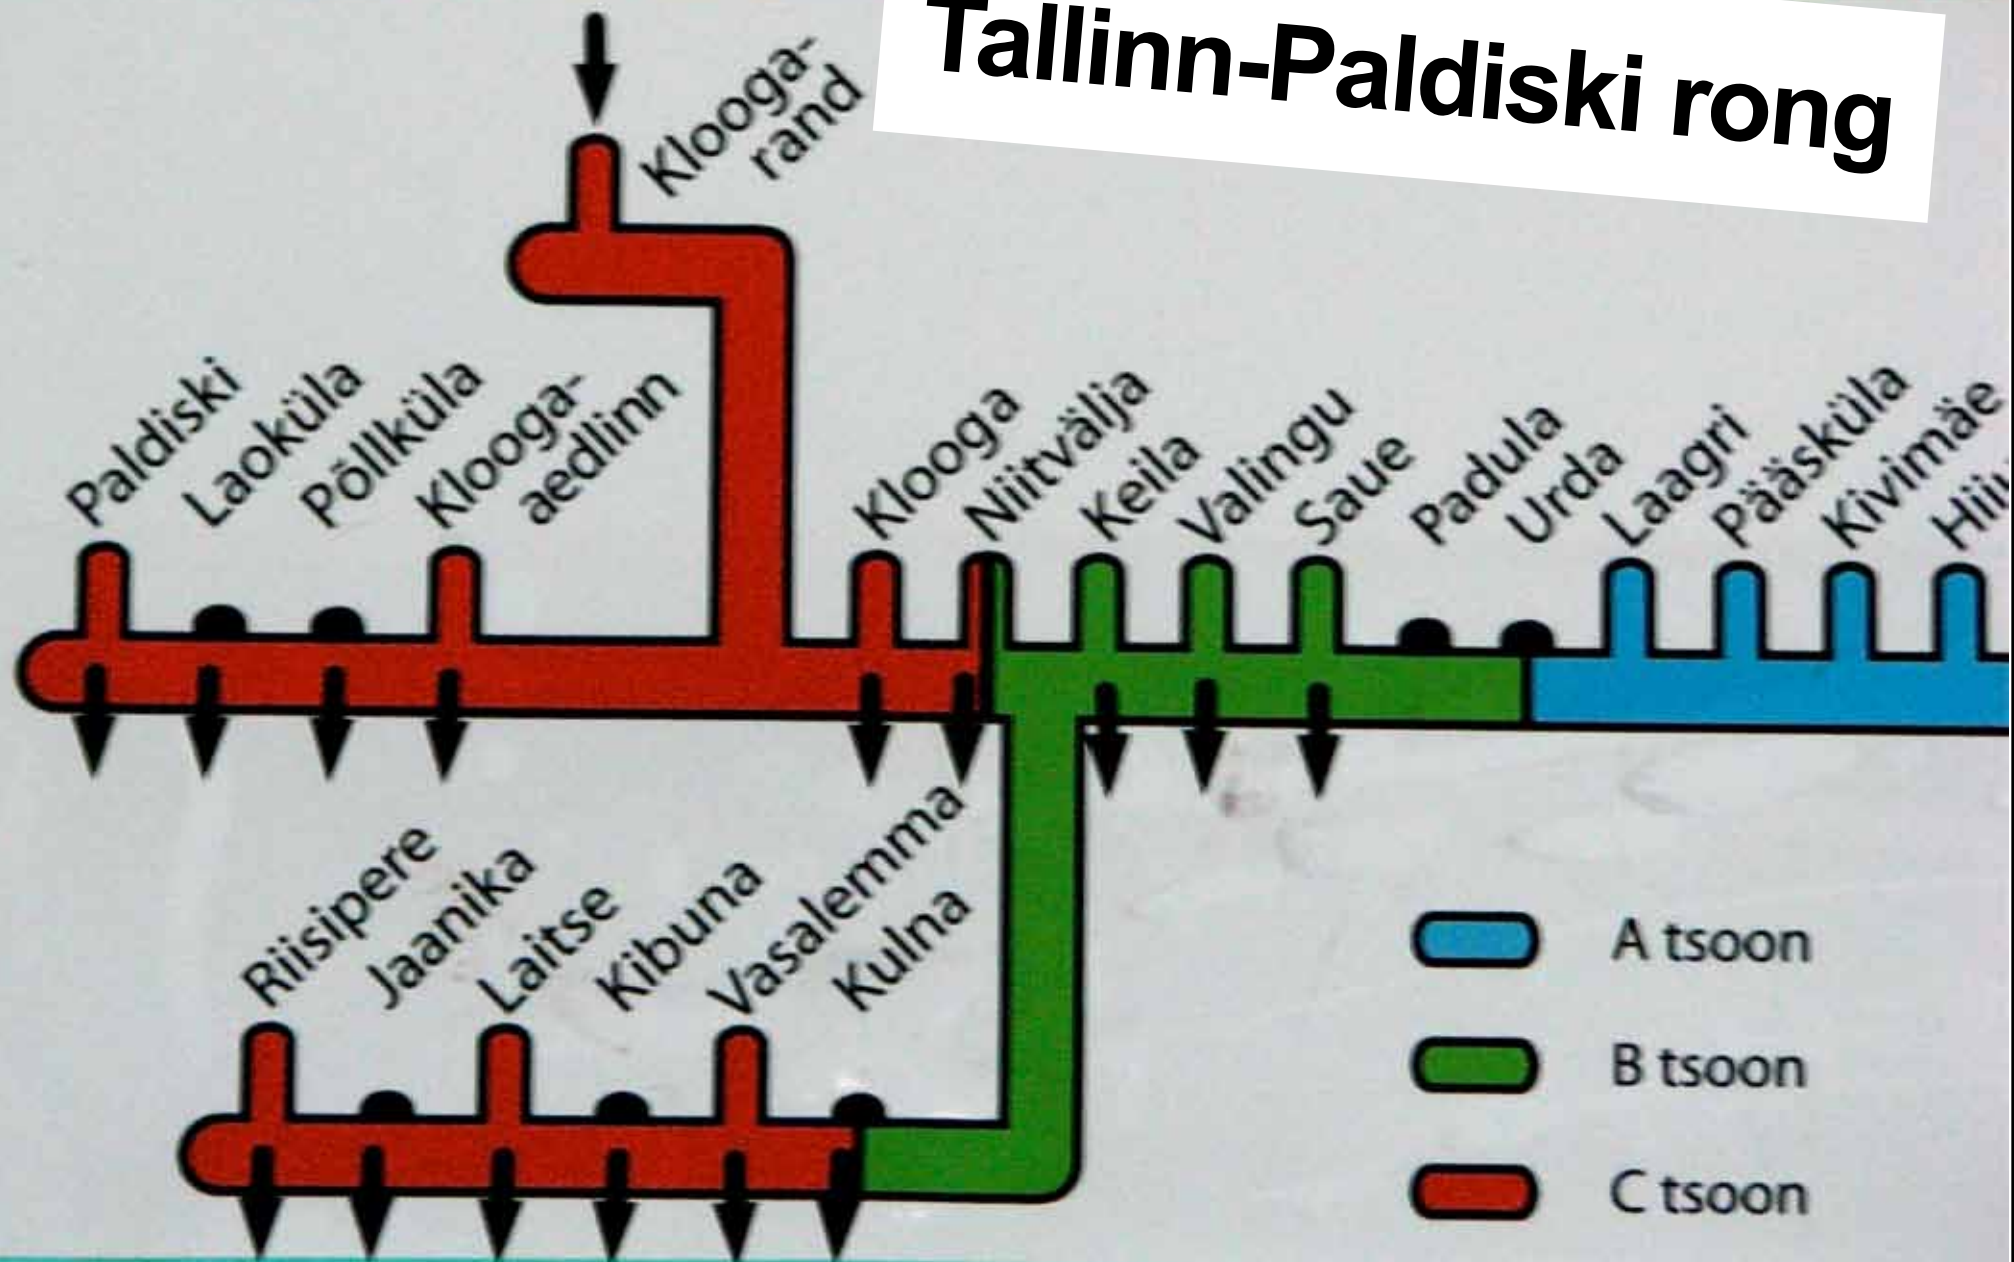 Tallinn-Paldiski rong
Klooga-
rand
Paldiski
Laoküla
Põllküla
Klooga-
aedlinn
Klooga
Niitvälja
Keila
Valingu
Saue
Padula
Urda
Laagri
Pääsküla
Kivimäe
Riisipere
Jaanika
Laitse
Kibuna
Vasalemma
Kulna
A tsoon
B tsoon
C tsoon